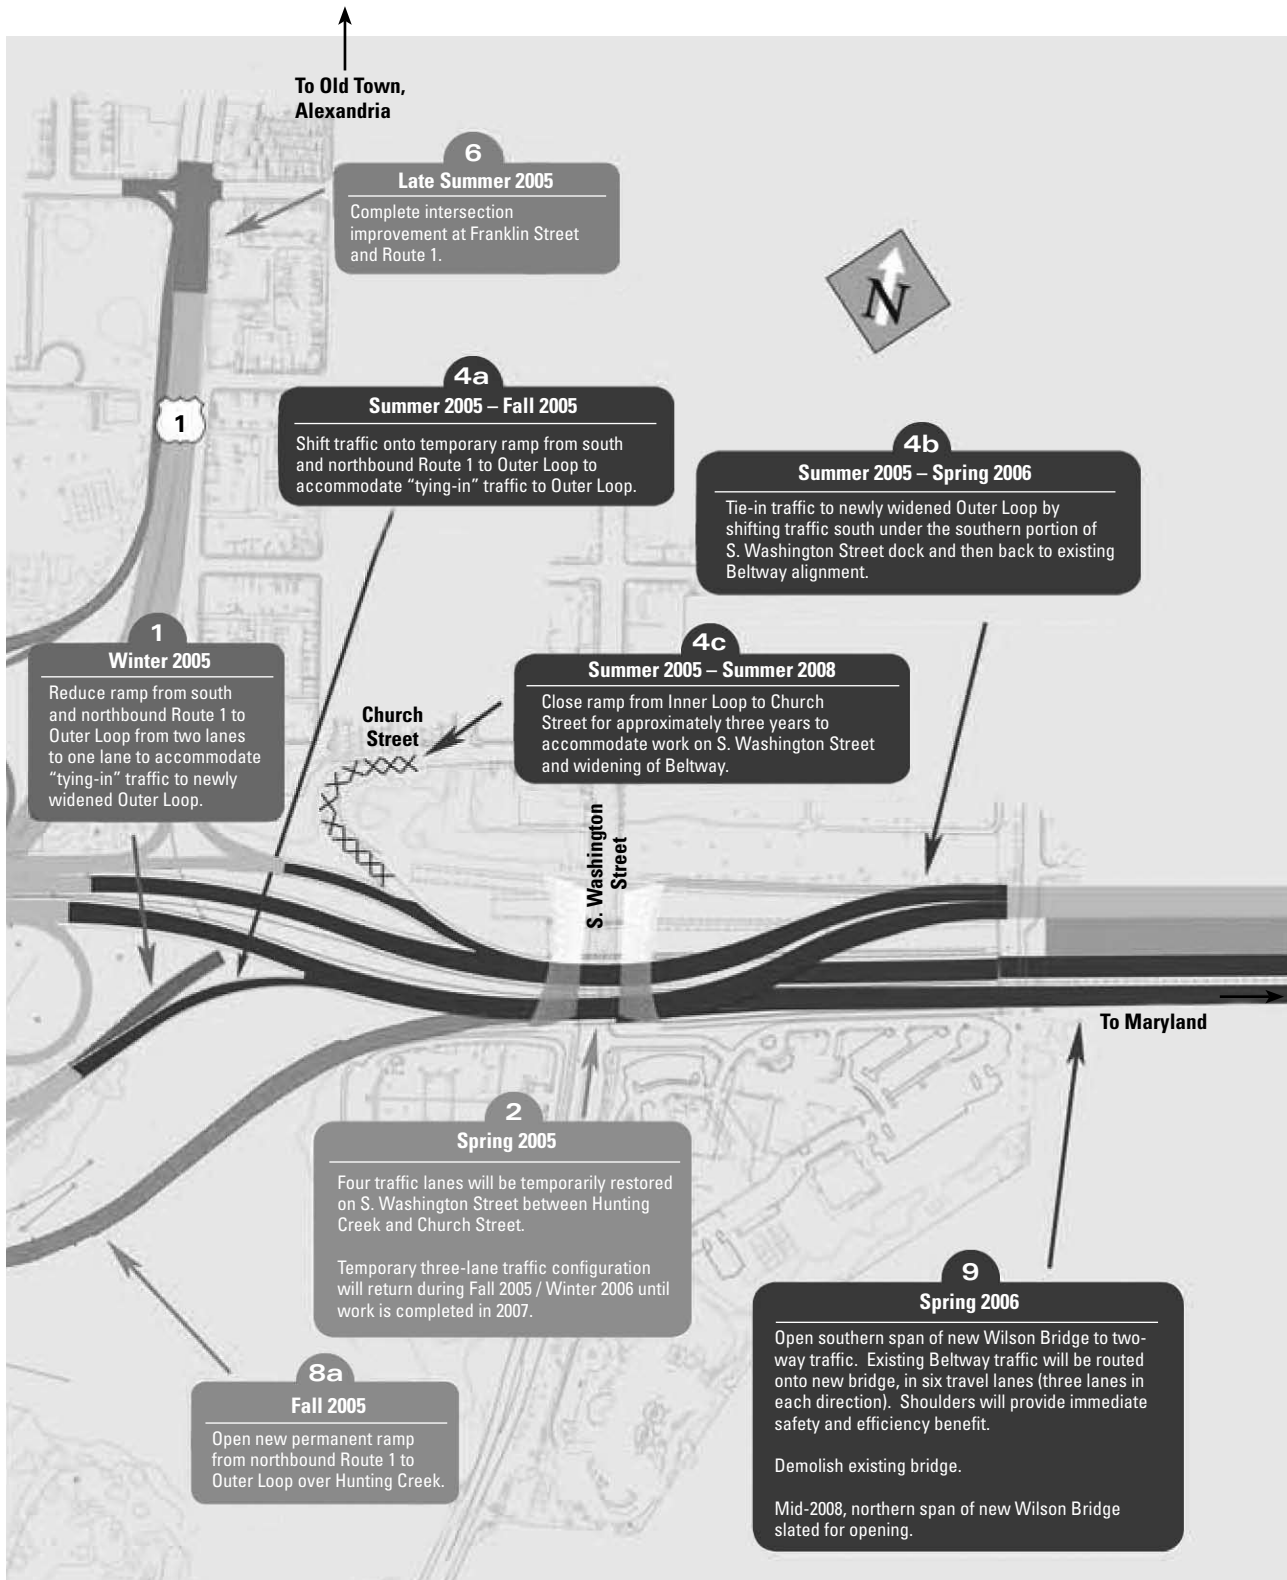 To Old Town,
Alexandria
6
Late Summer 2005
Complete intersection
improvement at Franklin Street
and Route 1.
N
4a
Summer 2005 – Fall 2005
Shift traffic onto temporary ramp from south
and northbound Route 1 to Outer Loop to
accommodate “tying-in” traffic to Outer Loop.
1
4b
Summer 2005 – Spring 2006
Tie-in traffic to newly widened Outer Loop by
shifting traffic south under the southern portion of
S. Washington Street dock and then back to existing
Beltway alignment.
1
Winter 2005
Reduce ramp from south
and northbound Route 1 to
Outer Loop from two lanes
to one lane to accommodate
“tying-in” traffic to newly
widened Outer Loop.
4c
Summer 2005 – Summer 2008
Close ramp from Inner Loop to Church
Street for approximately three years to
accommodate work on S. Washington Street
and widening of Beltway.
Church
Street
S. Washington
Street
To Maryland
2
Spring 2005
Four traffic lanes will be temporarily restored
on S. Washington Street between Hunting
Creek and Church Street.
Temporary three-lane traffic configuration
will return during Fall 2005 / Winter 2006 until
work is completed in 2007.
9
Spring 2006
Open southern span of new Wilson Bridge to two-
way traffic.  Existing Beltway traffic will be routed
onto new bridge, in six travel lanes (three lanes in
each direction).  Shoulders will provide immediate
safety and efficiency benefit.
Demolish existing bridge.
Mid-2008, northern span of new Wilson Bridge
slated for opening.
8a
Fall 2005
Open new permanent ramp
from northbound Route 1 to
Outer Loop over Hunting Creek.